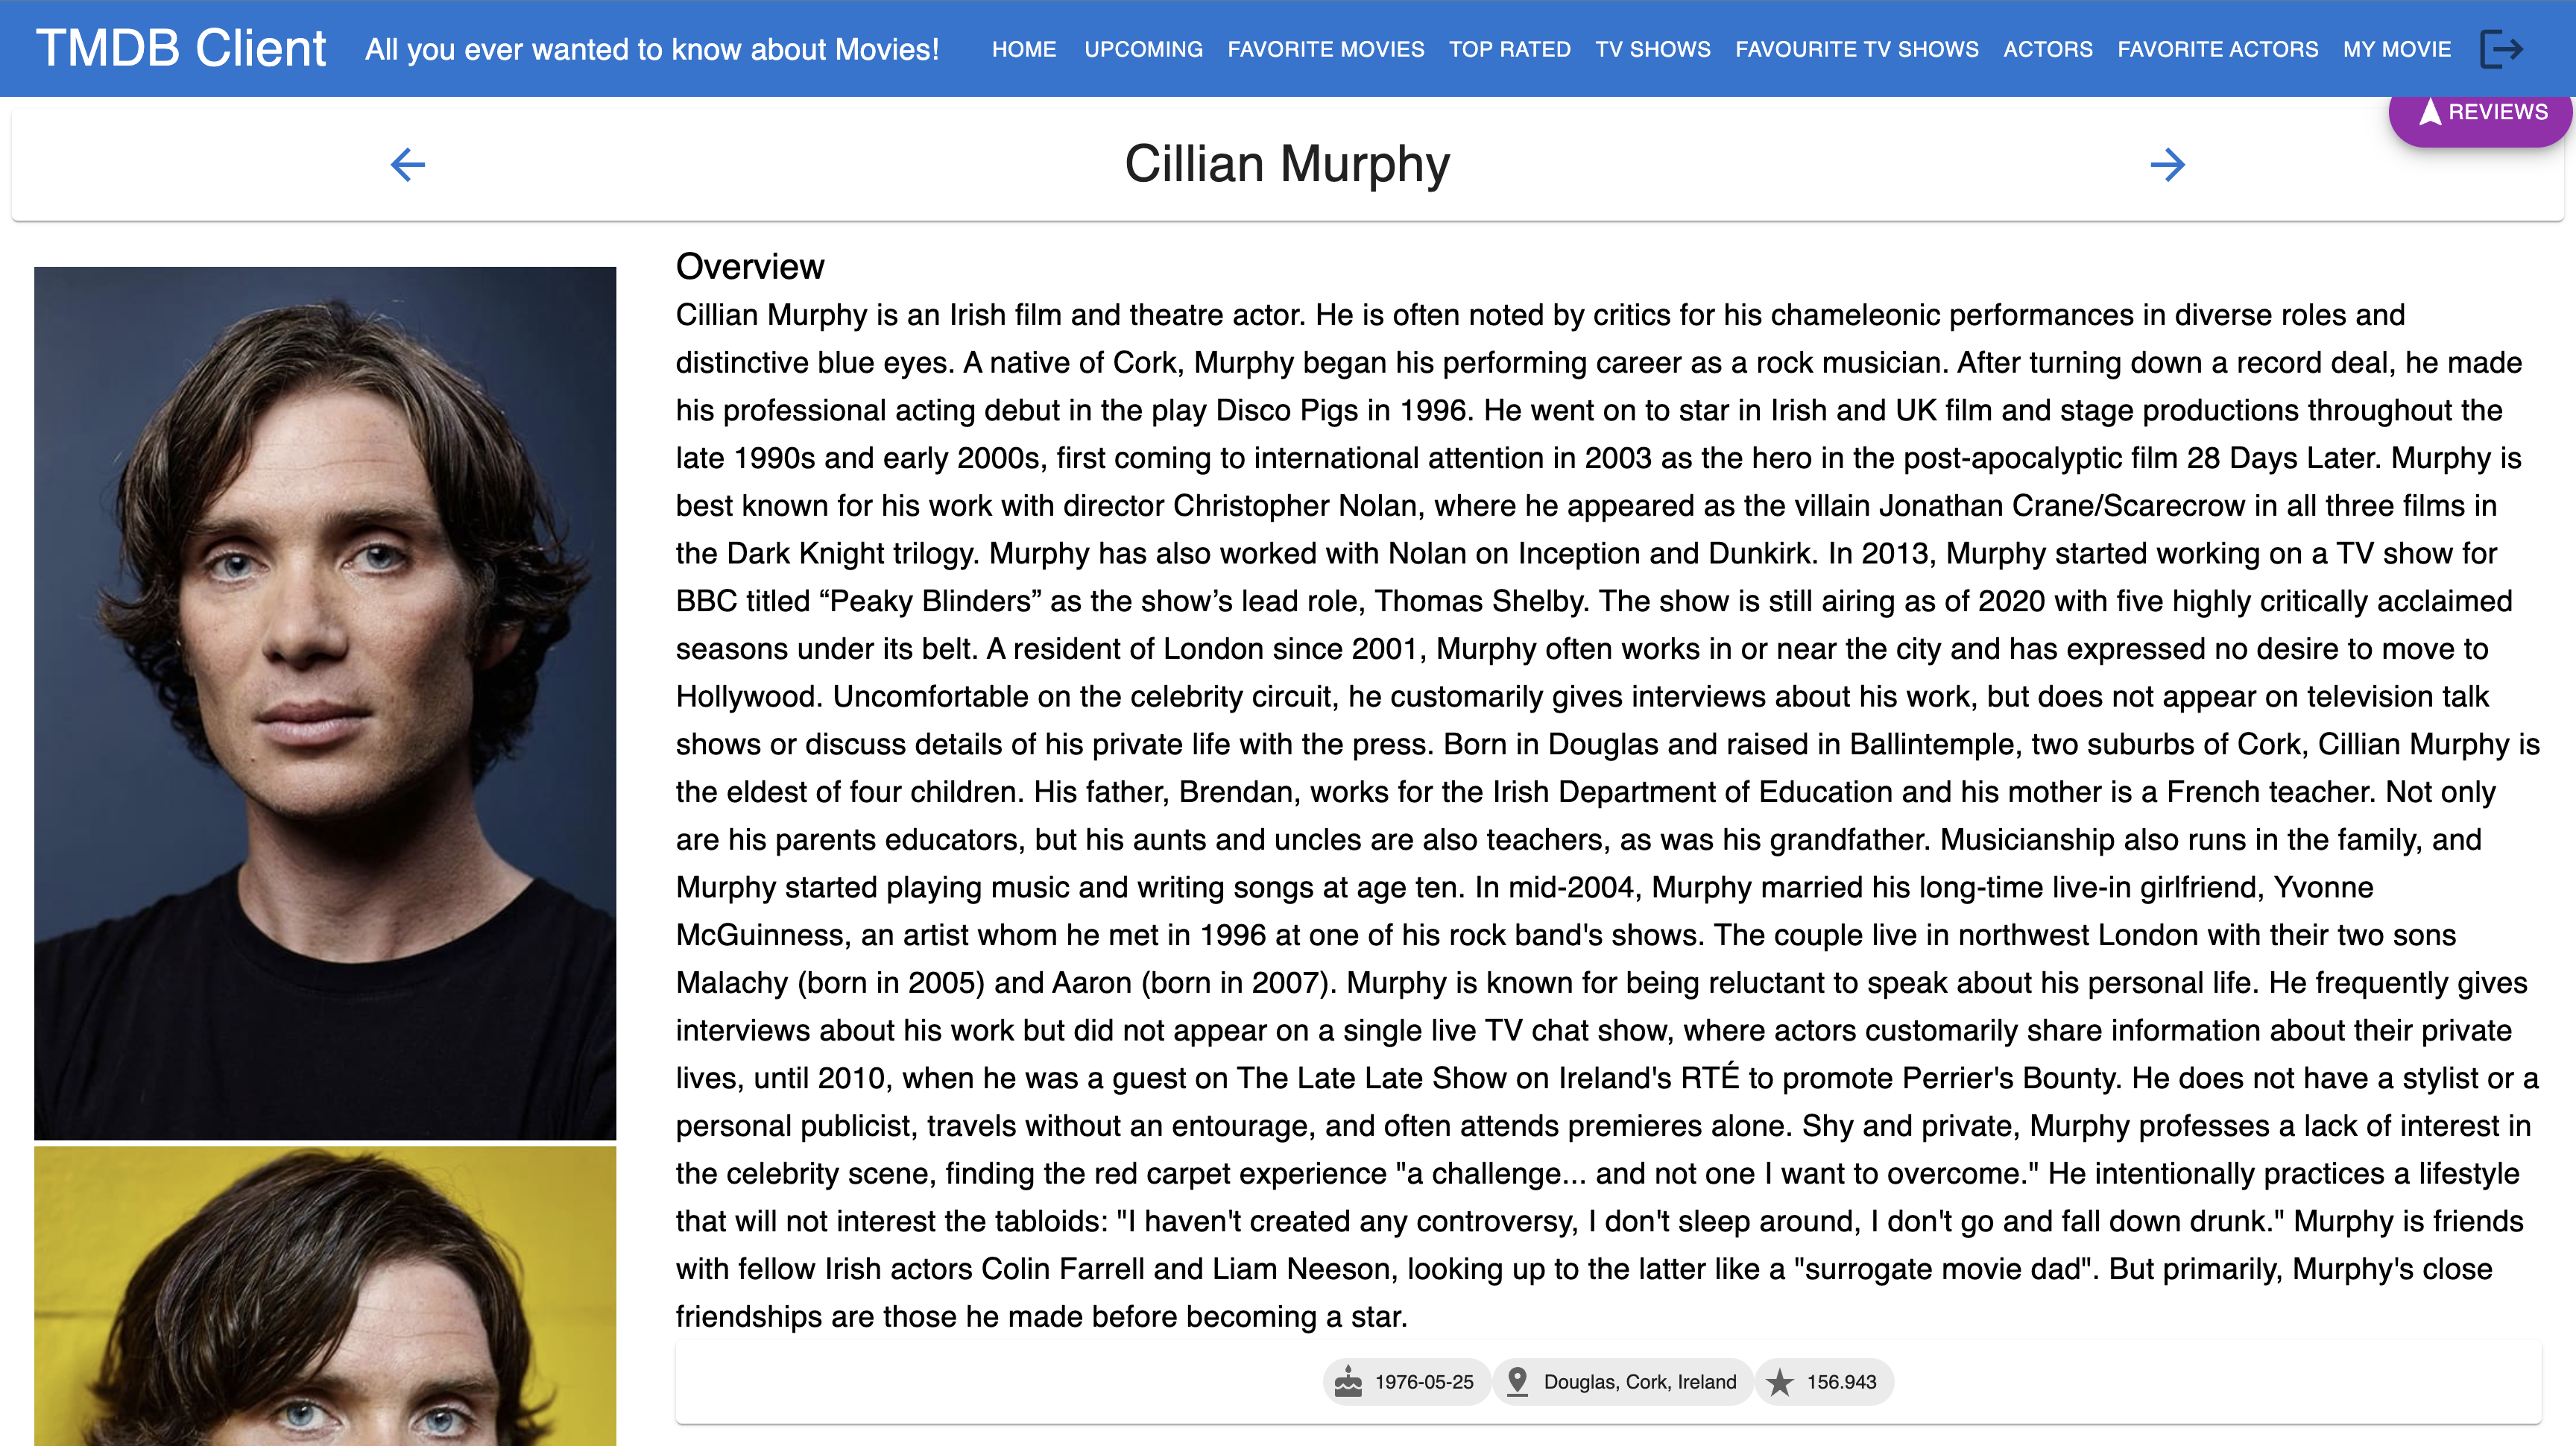 TMDB Client
All you ever wanted to know about Movies!
HOME UPCOMING FAVORITE MOVIES TOP RATED TV SHOWS FAVOURITE TV SHOWS ACTORS FAVORITE ACTORS MY MOVIE
REVIEWS
Cillian Murphy
Overview
Cillian Murphy is an Irish film and theatre actor. He is often noted by critics for his chameleonic performances in diverse roles and
distinctive blue eyes. A native of Cork, Murphy began his performing career as a rock musician. After turning down a record deal, he made
his professional acting debut in the play Disco Pigs in 1996. He went on to star in Irish and UK film and stage productions throughout the
late 1990s and early 2000s, first coming to international attention in 2003 as the hero in the post-apocalyptic film 28 Days Later. Murphy is
best known for his work with director Christopher Nolan, where he appeared as the villain Jonathan Crane/Scarecrow in all three films in
the Dark Knight trilogy. Murphy has also worked with Nolan on Inception and Dunkirk. In 2013, Murphy started working on a TV show for
BBC titled “Peaky Blinders” as the show’s lead role, Thomas Shelby. The show is still airing as of 2020 with five highly critically acclaimed
seasons under its belt. A resident of London since 2001, Murphy often works in or near the city and has expressed no desire to move to
Hollywood. Uncomfortable on the celebrity circuit, he customarily gives interviews about his work, but does not appear on television talk
shows or discuss details of his private life with the press. Born in Douglas and raised in Ballintemple, two suburbs of Cork, Cillian Murphy is
the eldest of four children. His father, Brendan, works for the Irish Department of Education and his mother is a French teacher. Not only
are his parents educators, but his aunts and uncles are also teachers, as was his grandfather. Musicianship also runs in the family, and
Murphy started playing music and writing songs at age ten. In mid-2004, Murphy married his long-time live-in girlfriend, Yvonne
McGuinness, an artist whom he met in 1996 at one of his rock band's shows. The couple live in northwest London with their two sons
Malachy (born in 2005) and Aaron (born in 2007). Murphy is known for being reluctant to speak about his personal life. He frequently gives
interviews about his work but did not appear on a single live TV chat show, where actors customarily share information about their private
lives, until 2010, when he was a guest on The Late Late Show on Ireland's RTÉ to promote Perrier's Bounty. He does not have a stylist or a
personal publicist, travels without an entourage, and often attends premieres alone. Shy and private, Murphy professes a lack of interest in
the celebrity scene, finding the red carpet experience "a challenge... and not one I want to overcome." He intentionally practices a lifestyle
that will not interest the tabloids: "I haven't created any controversy, I don't sleep around, I don't go and fall down drunk." Murphy is friends
with fellow Irish actors Colin Farrell and Liam Neeson, looking up to the latter like a "surrogate movie dad". But primarily, Murphy's close
friendships are those he made before becoming a star.
1976-05-25 Douglas, Cork, Ireland 156.943